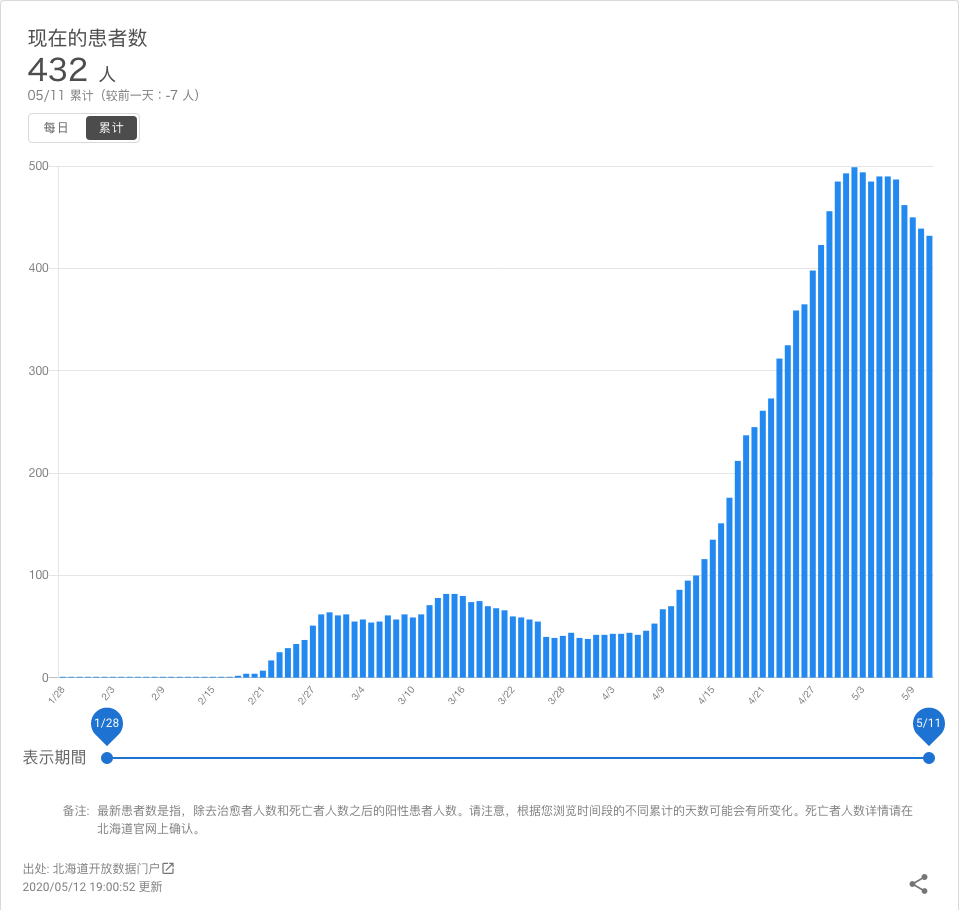 现在的患者数
432 人
05/11 累计（较前一天：-7 人）
每日 累计
500
400
300
200
100
0
1/28 2/3 2/9 2/15 2/21 2/27 3/4 3/10 3/16 3/22 3/28 4/3 4/9 4/15 4/21 4/27 5/3 5/9
1/28 5/11
表示期間
备注: 最新患者数是指，除去治愈者人数和死亡者人数之后的阳性患者人数。请注意，根据您浏览时间段的不同累计的天数可能会有所变化。死亡者人数详情请在
北海道官网上确认。
出处: 北海道开放数据门户
2020/05/12 19:00:52 更新